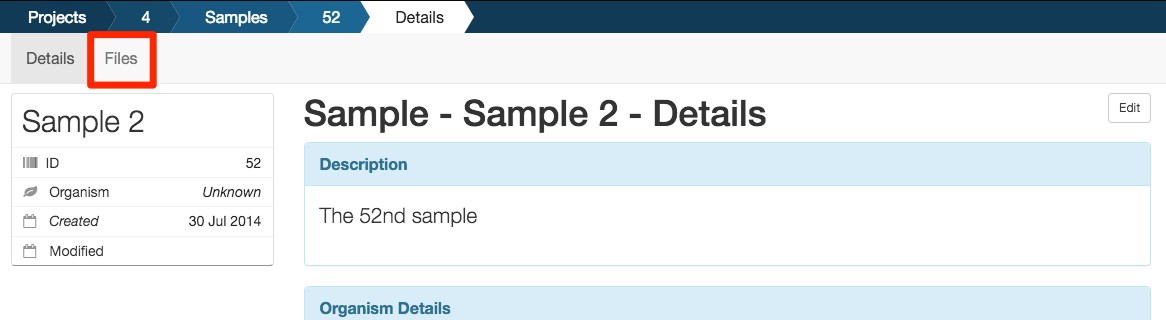 Projects 4 Samples 52 Details
Details Files
Sample 2
ID 52
Organism Unknown
Created 30 Jul 2014
Modified
Sample - Sample 2 - Details
Edit
Description
The 52nd sample
Organism Details